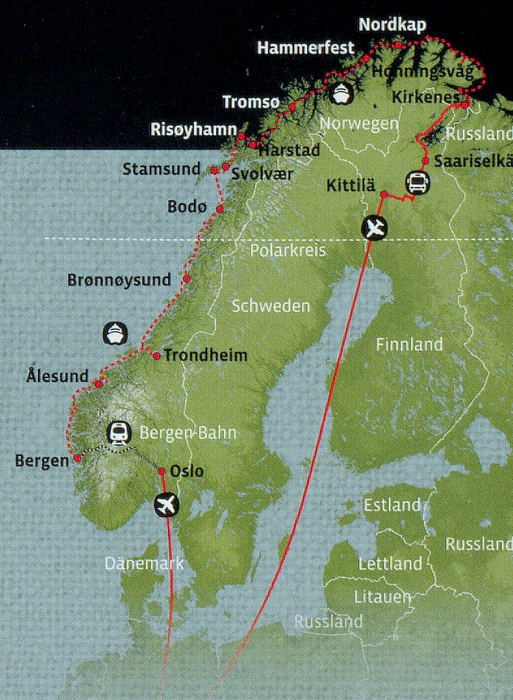 Nordkap
Hammerfest
Honningsvåg
Kirkenes
Tromsø
Norwegen
Russland
Risøyhamn
Harstad
Saariselkä
Stamsund
Svolvær
Kittilä
Bodø
Polarkreis
Brønnøysund
Schweden
Finnland
Trondheim
Ålesund
Bergen-Bahn
Bergen
Oslo
Estland
Russland
Dänemark
Lettland
Litauen
Russland